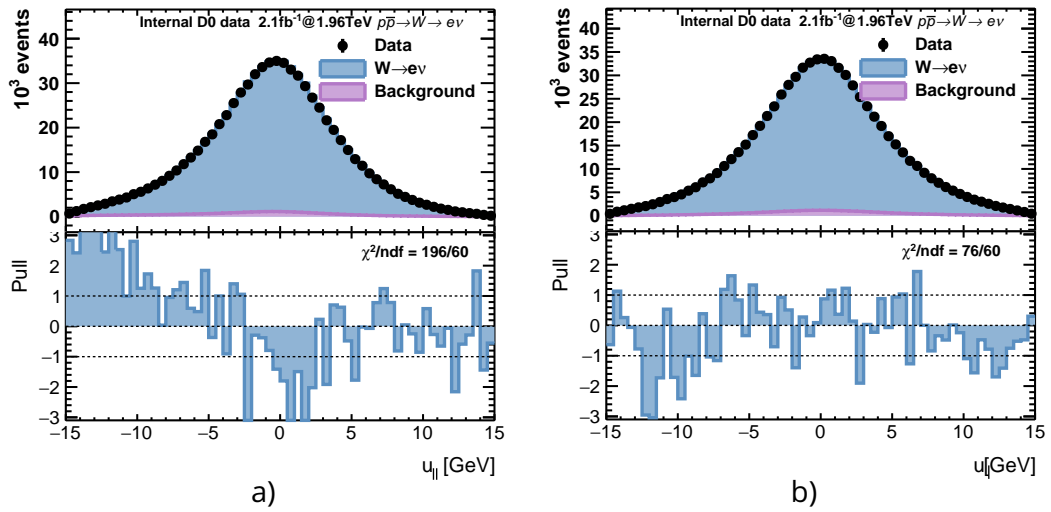 Internal D0 data 2.1fb⁻¹@1.96TeV pp̅→W→ eν
10³ events
40
30
20
10
0
Data
W→eν
Background
Pull
3
2
1
0
−1
−2
−3
χ²/ndf = 196/60
−15 −10 −5 0 5 10 15
u|| [GeV]
a)
Internal D0 data 2.1fb⁻¹@1.96TeV pp̅→W→ eν
10³ events
45
40
35
30
25
20
15
10
5
0
Data
W→eν
Background
Pull
3
2
1
0
−1
−2
−3
χ²/ndf = 76/60
−15 −10 −5 0 5 10 15
[GeV]
b)